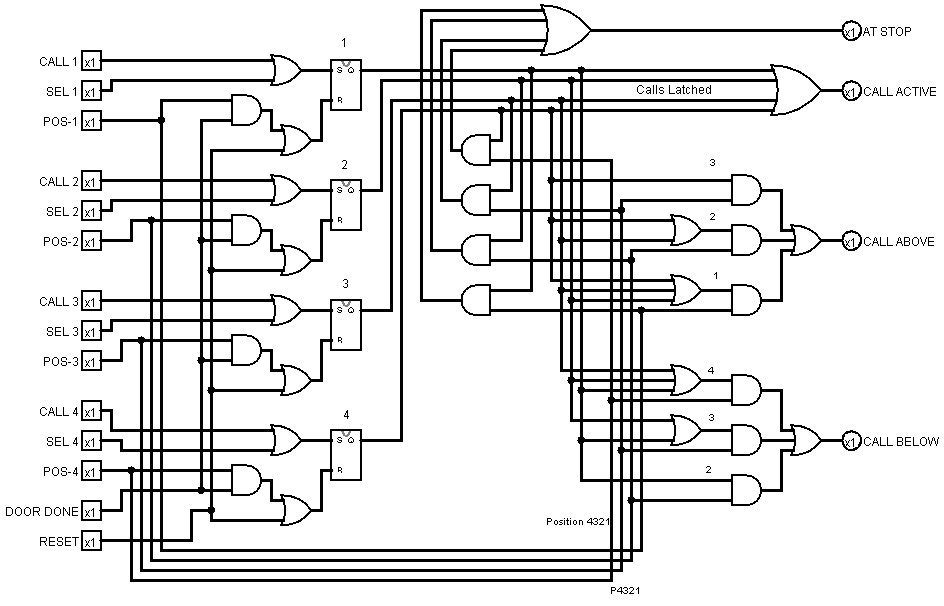 x1 AT STOP
1
CALL 1 x1
S Q
SEL 1 x1
Calls Latched
x1 CALL ACTIVE
R
POS-1 x1
2
3
CALL 2 x1
S Q
SEL 2 x1
R
2
POS-2 x1
x1 CALL ABOVE
3
1
CALL 3 x1
S Q
SEL 3 x1
R
POS-3 x1
4
CALL 4 x1
4
3
SEL 4 x1
S Q
x1 CALL BELOW
POS-4 x1
R
2
DOOR DONE x1
Position 4321
RESET x1
P4321